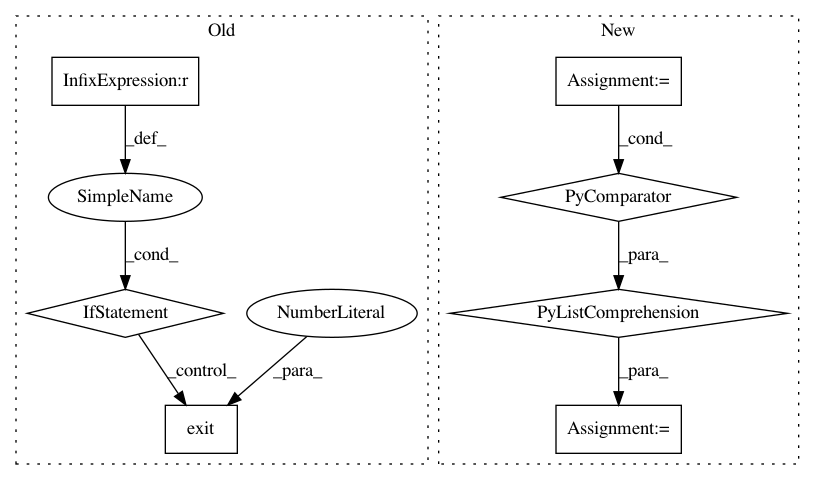 Old
New
InfixExpression:r
Assignment:=
_def_
_cond_
SimpleName
PyComparator
_cond_
_para_
IfStatement
NumberLiteral
PyListComprehension
_control_
_para_
_para_
exit
Assignment:=